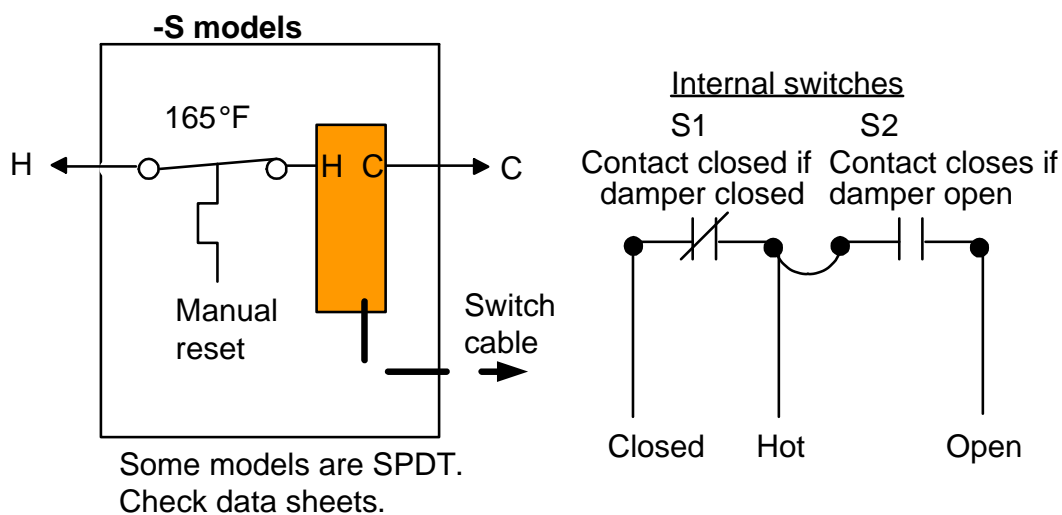 -S models
165°F
H
H C
C
Manual
reset
Switch
cable
Some models are SPDT.
Check data sheets.
Internal switches
S1
Contact closed if
damper closed
S2
Contact closes if
damper open
Closed
Hot
Open